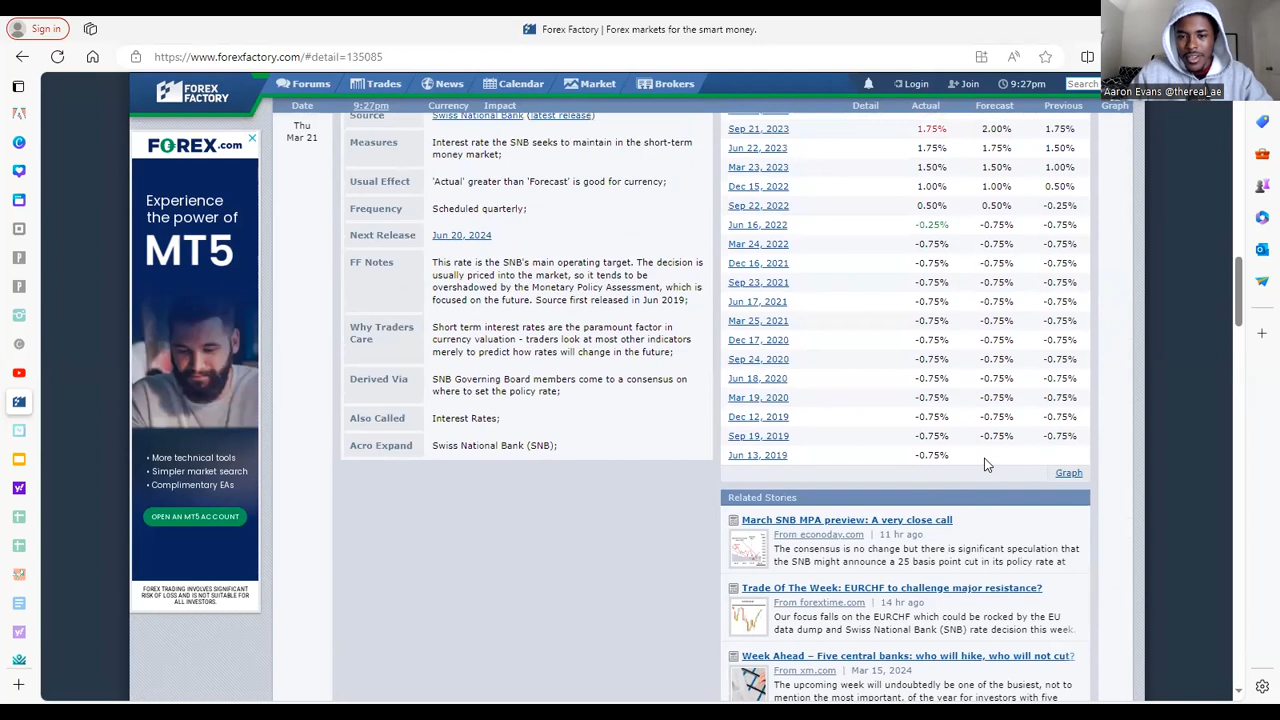 Sign in
Forex Factory | Forex markets for the smart money.
https://www.forexfactory.com/#detail=135085
Aaron Evans @thereal_ae
FOREX FACTORY
Forums
Trades
News
Calendar
Market
Brokers
Login
Join
9:27pm
Search
Date 9:27pm Currency Impact Detail Actual Forecast Previous Graph
Thu
Mar 21
FOREX.com
Experience
the power of
MT5
• More technical tools
• Simpler market search
• Complimentary EAs
OPEN AN MT5 ACCOUNT
FOREX TRADING INVOLVES SIGNIFICANT
RISK OF LOSS AND IS NOT SUITABLE FOR
ALL INVESTORS.
Source Swiss National Bank (latest release)
Measures Interest rate the SNB seeks to maintain in the short-term
money market;
Usual Effect 'Actual' greater than 'Forecast' is good for currency;
Frequency Scheduled quarterly;
Next Release Jun 20, 2024
FF Notes This rate is the SNB's main operating target. The decision is
usually priced into the market, so it tends to be
overshadowed by the Monetary Policy Assessment, which is
focused on the future. Source first released in Jun 2019;
Why Traders Care Short term interest rates are the paramount factor in
currency valuation - traders look at most other indicators
merely to predict how rates will change in the future;
Derived Via SNB Governing Board members come to a consensus on
where to set the policy rate;
Also Called Interest Rates;
Acro Expand Swiss National Bank (SNB);
Sep 21, 2023 1.75% 2.00% 1.75%
Jun 22, 2023 1.75% 1.75% 1.50%
Mar 23, 2023 1.50% 1.50% 1.00%
Dec 15, 2022 1.00% 1.00% 0.50%
Sep 22, 2022 0.50% 0.50% -0.25%
Jun 16, 2022 -0.25% -0.75% -0.75%
Mar 24, 2022 -0.75% -0.75% -0.75%
Dec 16, 2021 -0.75% -0.75% -0.75%
Sep 23, 2021 -0.75% -0.75% -0.75%
Jun 17, 2021 -0.75% -0.75% -0.75%
Mar 25, 2021 -0.75% -0.75% -0.75%
Dec 17, 2020 -0.75% -0.75% -0.75%
Sep 24, 2020 -0.75% -0.75% -0.75%
Jun 18, 2020 -0.75% -0.75% -0.75%
Mar 19, 2020 -0.75% -0.75% -0.75%
Dec 12, 2019 -0.75% -0.75% -0.75%
Sep 19, 2019 -0.75% -0.75% -0.75%
Jun 13, 2019 -0.75%
Graph
Related Stories
March SNB MPA preview: A very close call
From econoday.com | 11 hr ago
The consensus is no change but there is significant speculation that
the SNB might announce a 25 basis point cut in its policy rate at
Trade Of The Week: EURCHF to challenge major resistance?
From forextime.com | 14 hr ago
Our focus falls on the EURCHF which could be rocked by the EU
data dump and Swiss National Bank (SNB) rate decision this week.
Week Ahead – Five central banks: who will hike, who will not cut?
From xm.com | Mar 15, 2024
The upcoming week will undoubtedly be one of the busiest, not to
mention the most important, of the year for investors with five